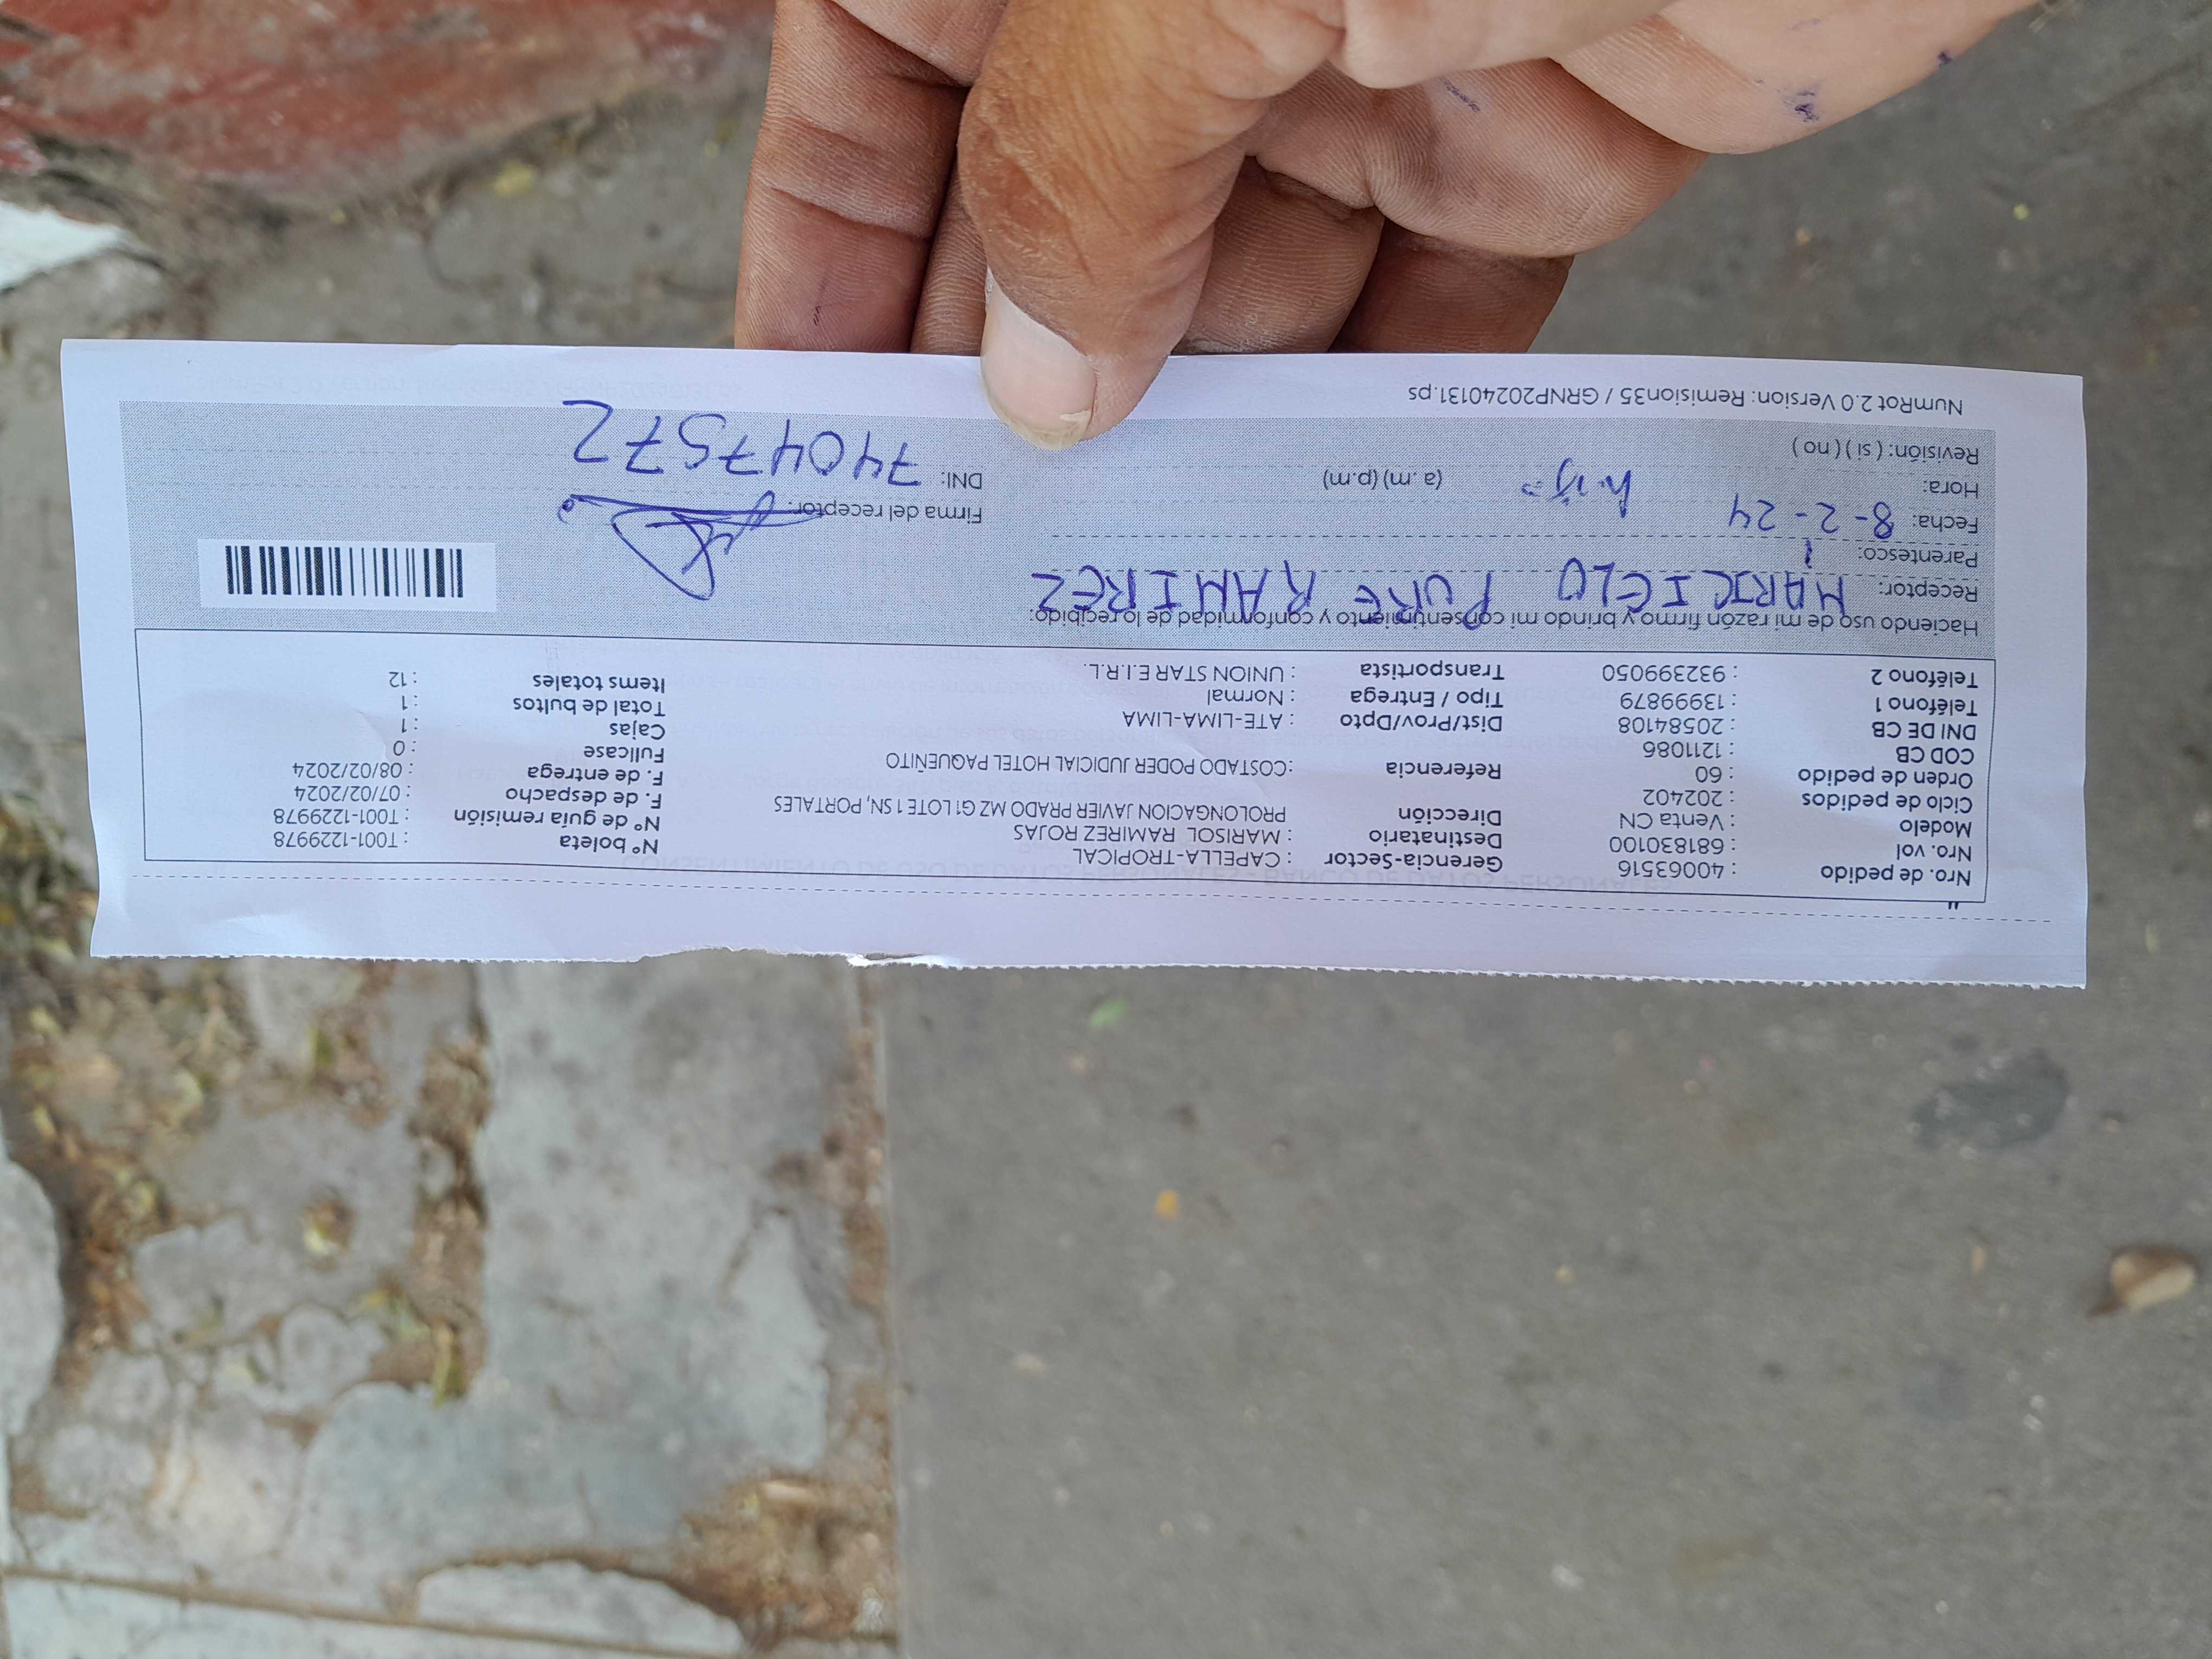 Nro. de pedido : 40063516 Gerencia-Sector : CAPELLA-TROPICAL Nº boleta : T001-1229978
Nro. vol : 681830100 Destinatario : MARISOL RAMIREZ ROJAS Nº de guía remisión : T001-1229978
Modelo : Venta CN Dirección PROLONGACION JAVIER PRADO MZ G1 LOTE 1 SN, PORTALES F. de despacho : 07/02/2024
Ciclo de pedidos : 202402 F. de entrega : 08/02/2024
Orden de pedido : 60 Referencia :COSTADO PODER JUDICIAL HOTEL PAQUEÑITO Fullcase : 0
COD CB : 1211086 Cajas : 1
DNI DE CB : 20584108 Dist/Prov/Dpto : ATE-LIMA-LIMA Total de bultos : 1
Teléfono 1 : 13999879 Tipo / Entrega : Normal Items totales : 12
Teléfono 2 : 932399050 Transportista : UNION STAR E.I.R.L.
Haciendo uso de mi razón firmo y brindo mi consentimiento y conformidad de lo recibido:
Receptor: MARICIELO PURE RAMIREZ
Parentesco:
Fecha: 8-2-24 Firma del receptor:
Hora: (a.m) (p.m) DNI: 74047572
Revisión: ( si ) ( no )
NumRot 2.0 Version: Remision35 / GRNP20240131.ps